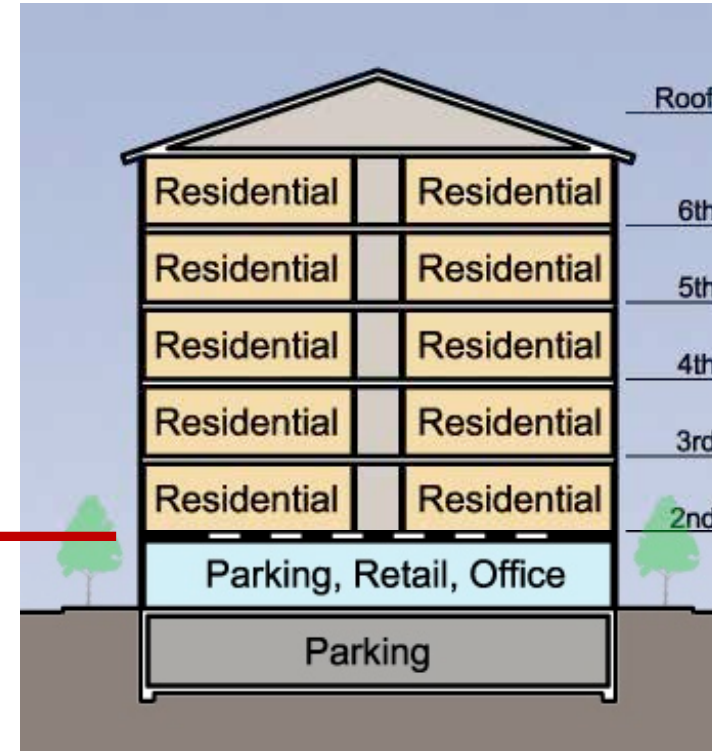 Roof
Residential Residential
6th
Residential Residential
5th
Residential Residential
4th
Residential Residential
3rd
Residential Residential
2nd
Parking, Retail, Office
Parking